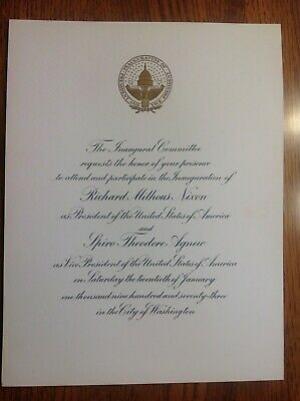 The Inaugural Committee
requests the honor of your presence
to attend and participate in the Inauguration of
Richard Milhous Nixon
as President of the United States of America
and
Spiro Theodore Agnew
as Vice President of the United States of America
on Saturday the twentieth of January
one thousand nine hundred and seventy-three
in the City of Washington